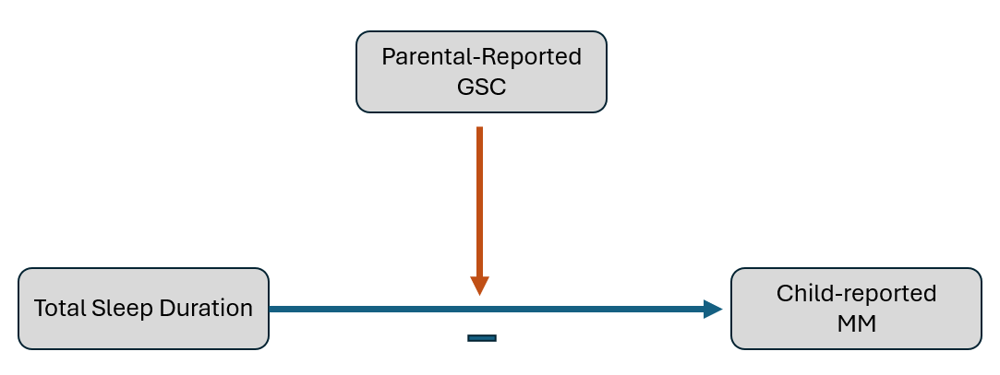 Parental-Reported
GSC
Total Sleep Duration
Child-reported
MM